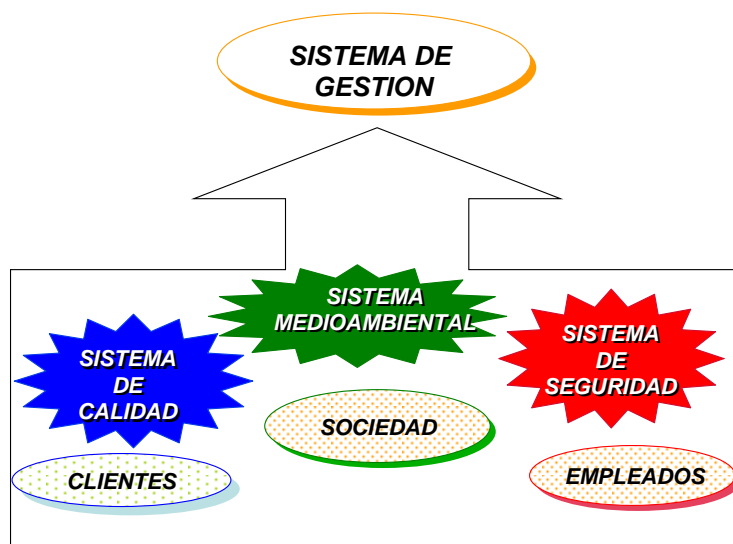 SISTEMA DE
GESTION
SISTEMA
MEDIOAMBIENTAL
SISTEMA
DE
CALIDAD
SISTEMA
DE
SEGURIDAD
SOCIEDAD
CLIENTES
EMPLEADOS